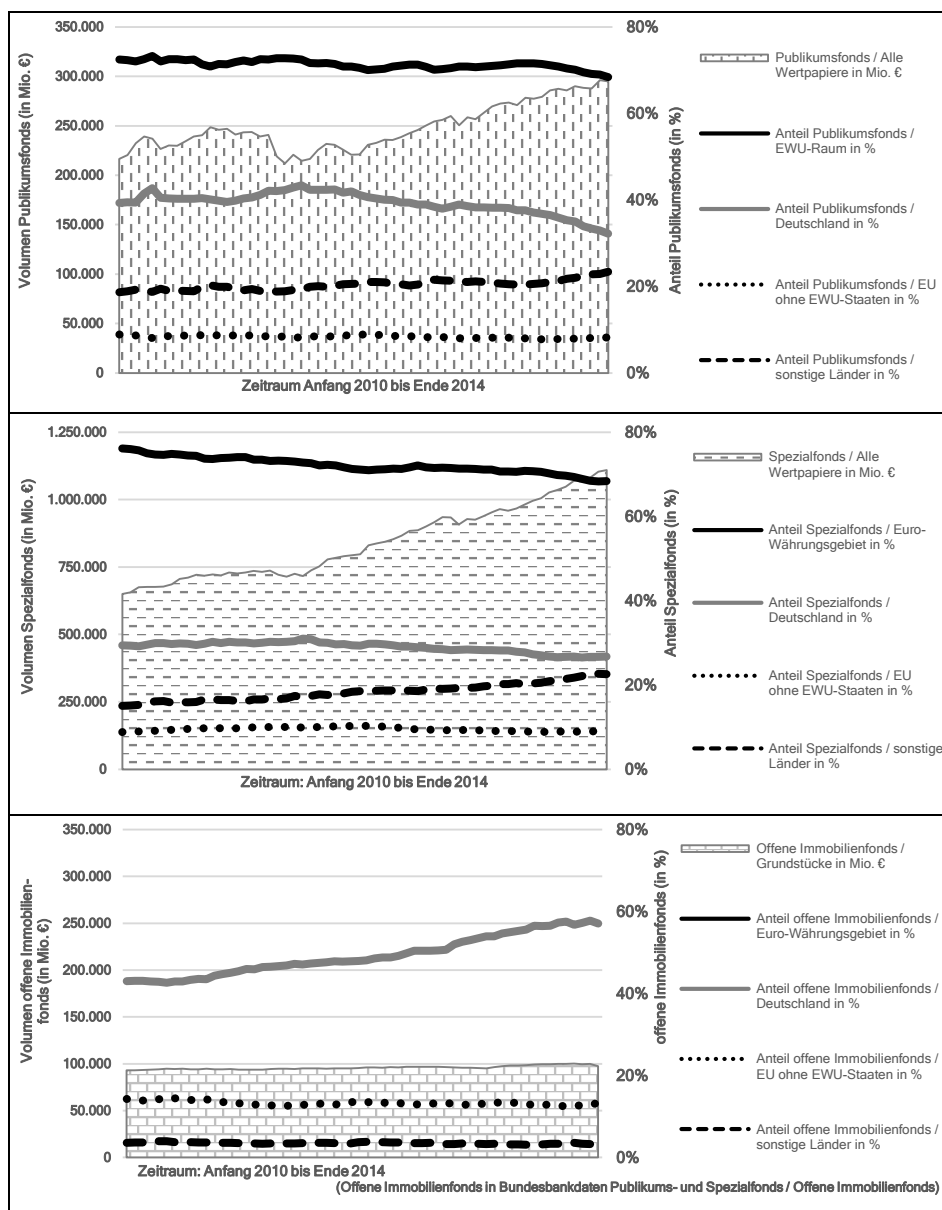 Volumen Publikumsfonds (in Mio. €)
350.000
300.000
250.000
200.000
150.000
100.000
50.000
0
80%
60%
40%
20%
0%
Anteil Publikumsfonds (in %)
Zeitraum Anfang 2010 bis Ende 2014
Publikumsfonds / Alle
Wertpapiere in Mio. €
Anteil Publikumsfonds /
EWU-Raum in %
Anteil Publikumsfonds /
Deutschland in %
Anteil Publikumsfonds / EU
ohne EWU-Staaten in %
Anteil Publikumsfonds /
sonstige Länder in %
Volumen Spezialfonds (in Mio. €)
1.250.000
1.000.000
750.000
500.000
250.000
0
80%
60%
40%
20%
0%
Anteil Spezialfonds (in %)
Zeitraum: Anfang 2010 bis Ende 2014
Spezialfonds / Alle
Wertpapiere in Mio. €
Anteil Spezialfonds / Euro-
Währungsgebiet in %
Anteil Spezialfonds /
Deutschland in %
Anteil Spezialfonds / EU
ohne EWU-Staaten in %
Anteil Spezialfonds / sonstige
Länder in %
Volumen offene Immobilien-
fonds (in Mio. €)
350.000
300.000
250.000
200.000
150.000
100.000
50.000
0
80%
60%
40%
20%
0%
offene Immobilienfonds (in %)
Zeitraum: Anfang 2010 bis Ende 2014
Offene Immobilienfonds /
Grundstücke in Mio. €
Anteil offene Immobilienfonds /
Euro-Währungsgebiet in %
Anteil offene Immobilienfonds /
Deutschland in %
Anteil offene Immobilienfonds /
EU ohne EWU-Staaten in %
Anteil offene Immobilienfonds /
sonstige Länder in %
(Offene Immobilienfonds in Bundesbankdaten Publikums- und Spezialfonds / Offene Immobilienfonds)